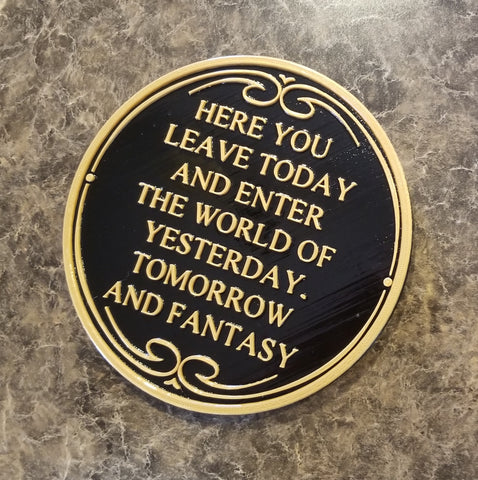 HERE YOU
LEAVE TODAY
AND ENTER
THE WORLD OF
YESTERDAY.
TOMORROW
AND FANTASY